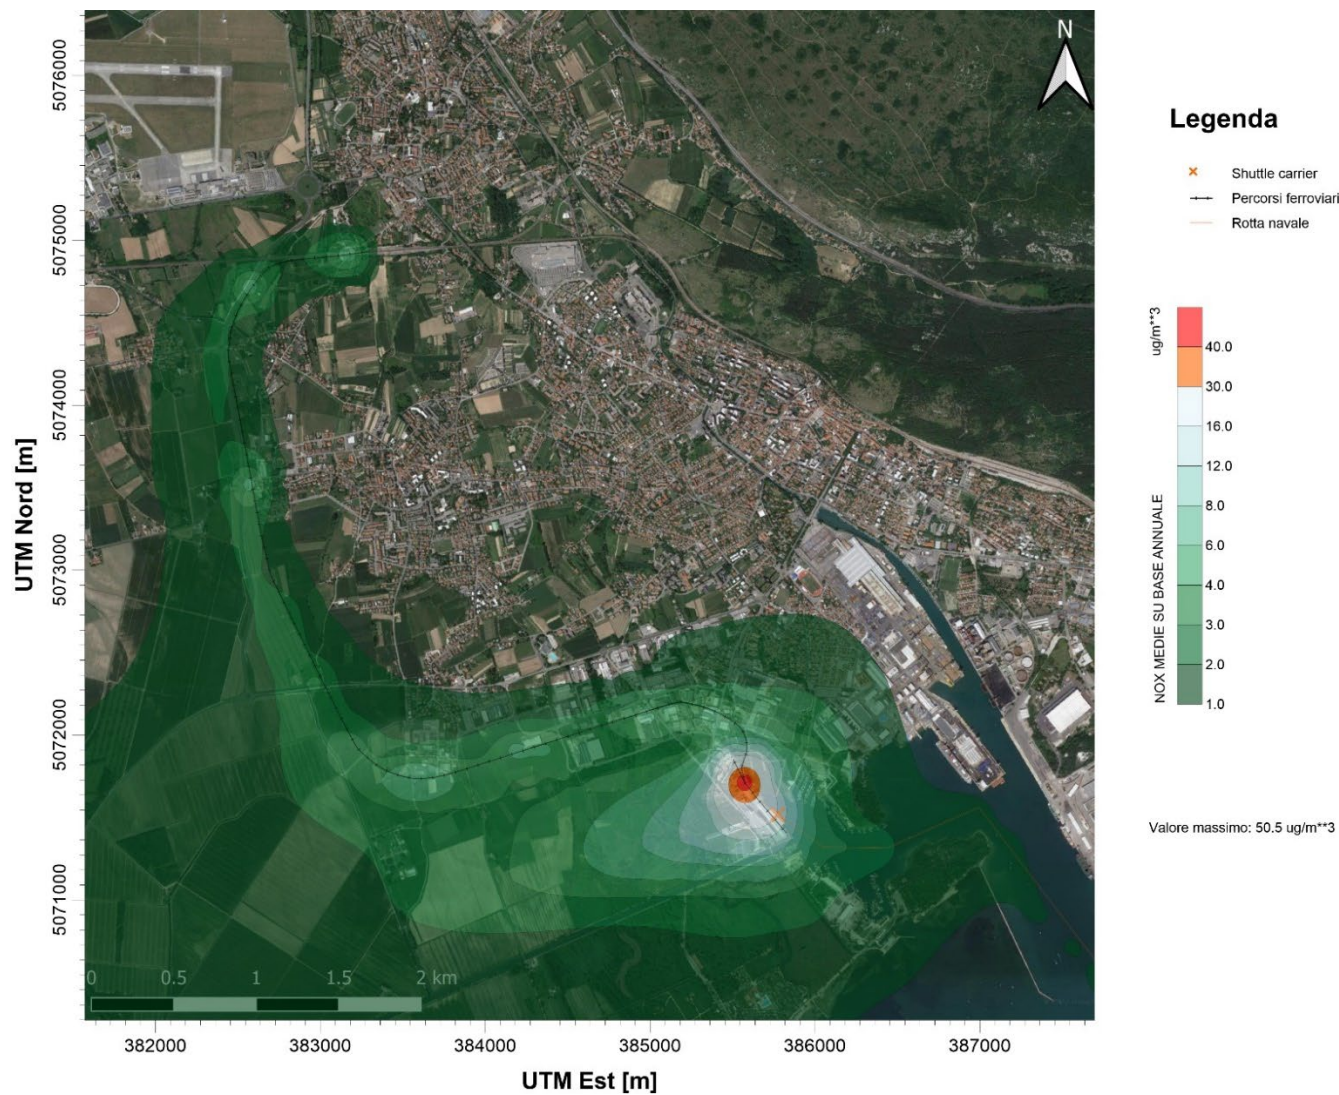 N
5076000
5075000
5074000
5073000
5072000
5071000
UTM Nord [m]
0 0.5 1 1.5 2 km
382000 383000 384000 385000 386000 387000
UTM Est [m]
Legenda
Shuttle carrier
Percorsi ferroviari
Rotta navale
ug/m**3
NOX MEDIE SU BASE ANNUALE
40.0
30.0
16.0
12.0
8.0
6.0
4.0
3.0
2.0
1.0
Valore massimo: 50.5 ug/m**3